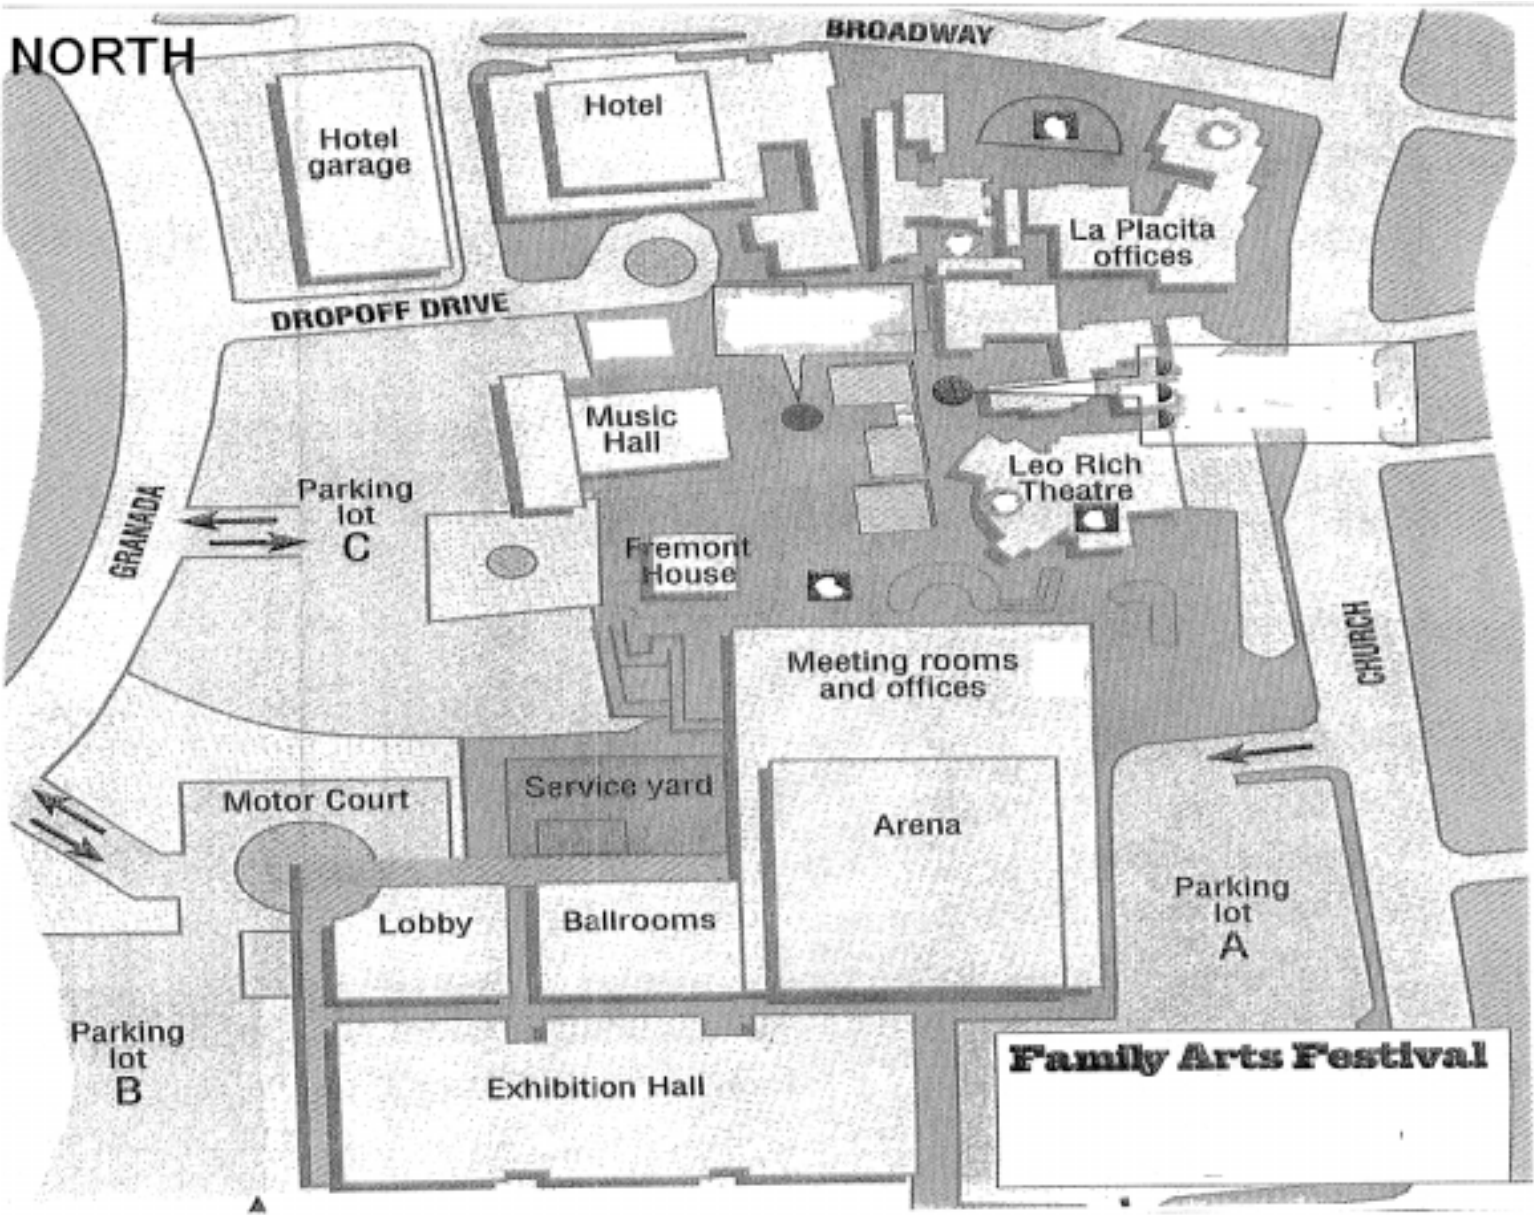 NORTH
BROADWAY
Hotel
garage
Hotel
La Placita
offices
DROPOFF DRIVE
Music
Hall
Leo Rich
Theatre
Parking
lot
C
GRANADA
Fremont
House
CHURCH
Meeting rooms
and offices
Service yard
Motor Court
Arena
Parking
lot
A
Lobby
Ballrooms
Parking
lot
B
Exhibition Hall
Family Arts Festival